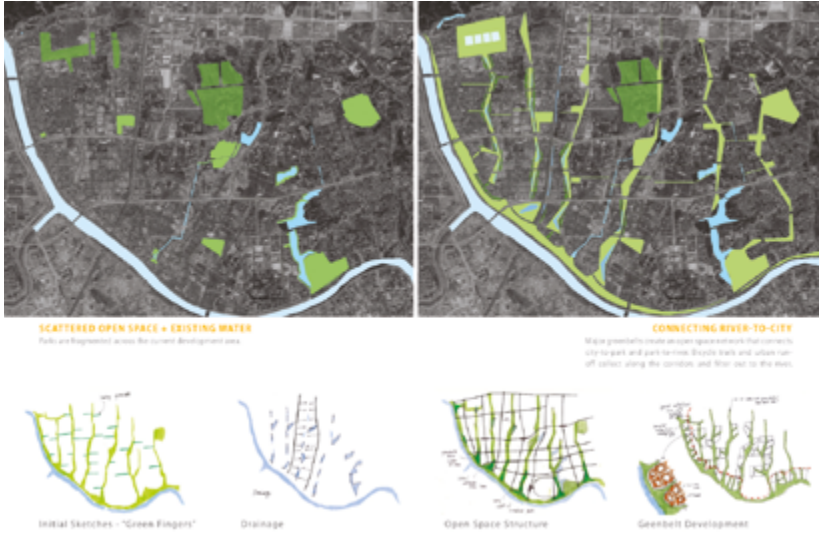 SCATTERED OPEN SPACE + EXISTING WATER
Parks are fragmented across the current development area.
CONNECTING RIVER-TO-CITY
Major greenbelts create an open space network that connects
city-to-park and park-to-river. Bicycle trails and urban run-
off collect along the corridors and filter out to the river.
Initial Sketches - "Green Fingers"
Drainage
Open Space Structure
Geenbelt Development